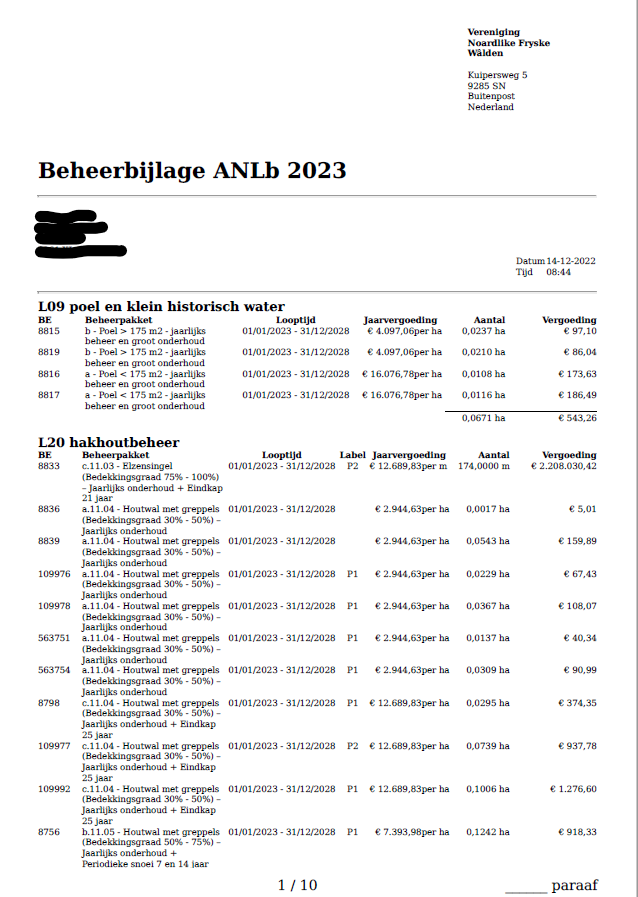 Vereniging
Noardlike Fryske
Wâlden
Kuipersweg 5
9285 SN
Buitenpost
Nederland
Beheerbijlage ANLb 2023
Datum 14-12-2022
Tijd 08:44
L09 poel en klein historisch water
BE Beheerpakket Looptijd Jaarvergoeding Aantal Vergoeding
8815 b - Poel > 175 m2 - jaarlijks 01/01/2023 - 31/12/2028 € 4.097,06per ha 0,0237 ha € 97,10
beheer en groot onderhoud
8819 b - Poel > 175 m2 - jaarlijks 01/01/2023 - 31/12/2028 € 4.097,06per ha 0,0210 ha € 86,04
beheer en groot onderhoud
8816 a - Poel < 175 m2 - jaarlijks 01/01/2023 - 31/12/2028 € 16.076,78per ha 0,0108 ha € 173,63
beheer en groot onderhoud
8817 a - Poel < 175 m2 - jaarlijks 01/01/2023 - 31/12/2028 € 16.076,78per ha 0,0116 ha € 186,49
beheer en groot onderhoud
0,0671 ha € 543,26
L20 hakhoutbeheer
BE Beheerpakket Looptijd Label Jaarvergoeding Aantal Vergoeding
8833 c.11.03 - Elzensingel 01/01/2023 - 31/12/2028 P2 € 12.689,83per m 174,0000 m € 2.208.030,42
(Bedekkingsgraad 75% - 100%)
– Jaarlijks onderhoud + Eindkap
21 jaar
8836 a.11.04 - Houtwal met greppels 01/01/2023 - 31/12/2028 € 2.944,63per ha 0,0017 ha € 5,01
(Bedekkingsgraad 30% - 50%) –
Jaarlijks onderhoud
8839 a.11.04 - Houtwal met greppels 01/01/2023 - 31/12/2028 € 2.944,63per ha 0,0543 ha € 159,89
(Bedekkingsgraad 30% - 50%) –
Jaarlijks onderhoud
109976 a.11.04 - Houtwal met greppels 01/01/2023 - 31/12/2028 P1 € 2.944,63per ha 0,0229 ha € 67,43
(Bedekkingsgraad 30% - 50%) –
Jaarlijks onderhoud
109978 a.11.04 - Houtwal met greppels 01/01/2023 - 31/12/2028 P1 € 2.944,63per ha 0,0367 ha € 108,07
(Bedekkingsgraad 30% - 50%) –
Jaarlijks onderhoud
563751 a.11.04 - Houtwal met greppels 01/01/2023 - 31/12/2028 P1 € 2.944,63per ha 0,0137 ha € 40,34
(Bedekkingsgraad 30% - 50%) –
Jaarlijks onderhoud
563754 a.11.04 - Houtwal met greppels 01/01/2023 - 31/12/2028 P1 € 2.944,63per ha 0,0309 ha € 90,99
(Bedekkingsgraad 30% - 50%) –
Jaarlijks onderhoud
8798 c.11.04 - Houtwal met greppels 01/01/2023 - 31/12/2028 P1 € 12.689,83per ha 0,0295 ha € 374,35
(Bedekkingsgraad 30% - 50%) –
Jaarlijks onderhoud + Eindkap
25 jaar
109977 c.11.04 - Houtwal met greppels 01/01/2023 - 31/12/2028 P2 € 12.689,83per ha 0,0739 ha € 937,78
(Bedekkingsgraad 30% - 50%) –
Jaarlijks onderhoud + Eindkap
25 jaar
109992 c.11.04 - Houtwal met greppels 01/01/2023 - 31/12/2028 P1 € 12.689,83per ha 0,1006 ha € 1.276,60
(Bedekkingsgraad 30% - 50%) –
Jaarlijks onderhoud + Eindkap
25 jaar
8756 b.11.05 - Houtwal met greppels 01/01/2023 - 31/12/2028 P1 € 7.393,98per ha 0,1242 ha € 918,33
(Bedekkingsgraad 50% - 75%) –
Jaarlijks onderhoud +
Periodieke snoei 7 en 14 jaar
1 / 10 ______ paraaf